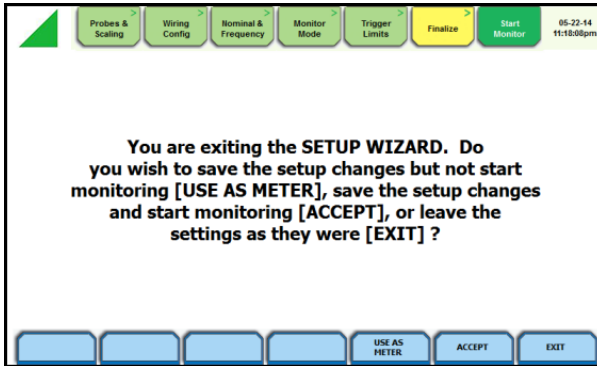 Probes &
Scaling
Wiring
Config
Nominal &
Frequency
Monitor
Mode
Trigger
Limits
Finalize
Start
Monitor
05-22-14
11:18:08pm
You are exiting the SETUP WIZARD. Do
you wish to save the setup changes but not start
monitoring [USE AS METER], save the setup changes
and start monitoring [ACCEPT], or leave the
settings as they were [EXIT] ?
USE AS
METER
ACCEPT
EXIT